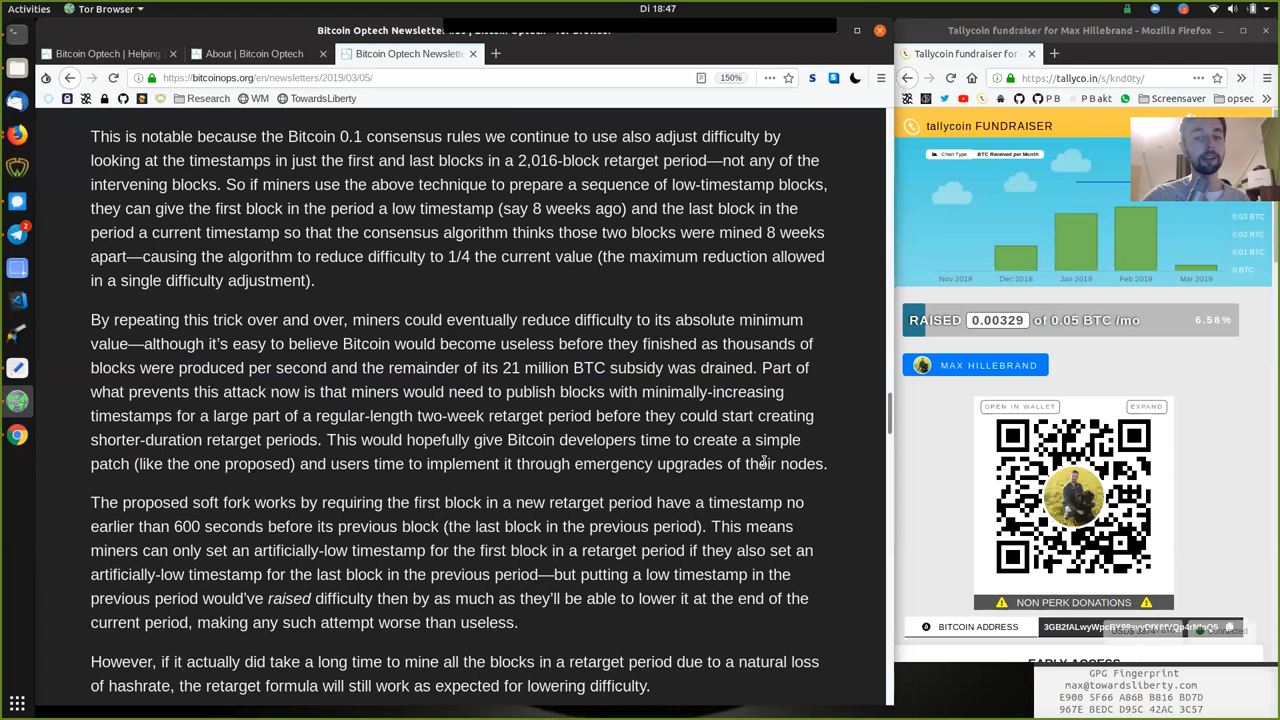 Activities
Tor Browser
Di 18:47
Bitcoin Optech Newsletter
Tallycoin fundraiser for Max Hillebrand - Mozilla Firefox
Bitcoin Optech | Helping
About | Bitcoin Optech
Bitcoin Optech Newslette
Tallycoin fundraiser for
https://bitcoinops.org/en/newsletters/2019/03/05/
150%
https://tallyco.in/s/knd0ty/
Research
WM
TowardsLiberty
P B
P B akt
Screensaver
opsec
This is notable because the Bitcoin 0.1 consensus rules we continue to use also adjust difficulty by
looking at the timestamps in just the first and last blocks in a 2,016-block retarget period—not any of the
intervening blocks. So if miners use the above technique to prepare a sequence of low-timestamp blocks,
they can give the first block in the period a low timestamp (say 8 weeks ago) and the last block in the
period a current timestamp so that the consensus algorithm thinks those two blocks were mined 8 weeks
apart—causing the algorithm to reduce difficulty to 1/4 the current value (the maximum reduction allowed
in a single difficulty adjustment).
By repeating this trick over and over, miners could eventually reduce difficulty to its absolute minimum
value—although it's easy to believe Bitcoin would become useless before they finished as thousands of
blocks were produced per second and the remainder of its 21 million BTC subsidy was drained. Part of
what prevents this attack now is that miners would need to publish blocks with minimally-increasing
timestamps for a large part of a regular-length two-week retarget period before they could start creating
shorter-duration retarget periods. This would hopefully give Bitcoin developers time to create a simple
patch (like the one proposed) and users time to implement it through emergency upgrades of their nodes.
The proposed soft fork works by requiring the first block in a new retarget period have a timestamp no
earlier than 600 seconds before its previous block (the last block in the previous period). This means
miners can only set an artificially-low timestamp for the first block in a retarget period if they also set an
artificially-low timestamp for the last block in the previous period—but putting a low timestamp in the
previous period would've raised difficulty then by as much as they'll be able to lower it at the end of the
current period, making any such attempt worse than useless.
However, if it actually did take a long time to mine all the blocks in a retarget period due to a natural loss
of hashrate, the retarget formula will still work as expected for lowering difficulty.
tallycoin FUNDRAISER
Chart Type
BTC Received per Month
0.03 BTC
0.02 BTC
0.01 BTC
0 BTC
Nov 2018
Dec 2018
Jan 2019
Feb 2019
Mar 2019
RAISED 0.00329 of 0.05 BTC /mo
6.58%
MAX HILLEBRAND
OPEN IN WALLET
EXPAND
NON PERK DONATIONS
BITCOIN ADDRESS
Connected
EARLY ACCESS
GPG Fingerprint
max@towardsliberty.com
E900 5F66 A86B B816 BD7D
967E BEDC D95C 42AC 3C57